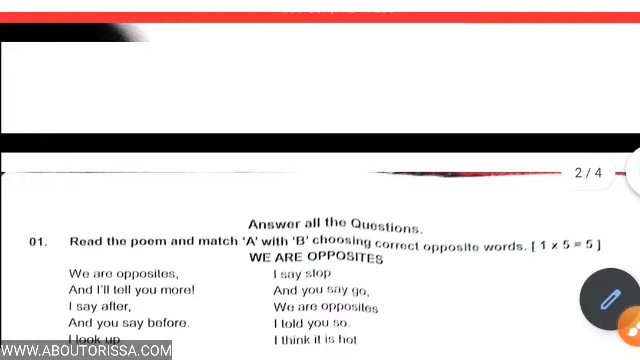 2/4
Answer all the Questions.
01. Read the poem and match 'A' with 'B' choosing correct opposite words. [ 1 x 5 = 5 ]
WE ARE OPPOSITES
We are opposites,
And I'll tell you more!
I say after,
And you say before.
I look up
I say stop
And you say go,
We are opposites
I told you so.
I think it is hot
WWW.ABOUTORISSA.COM